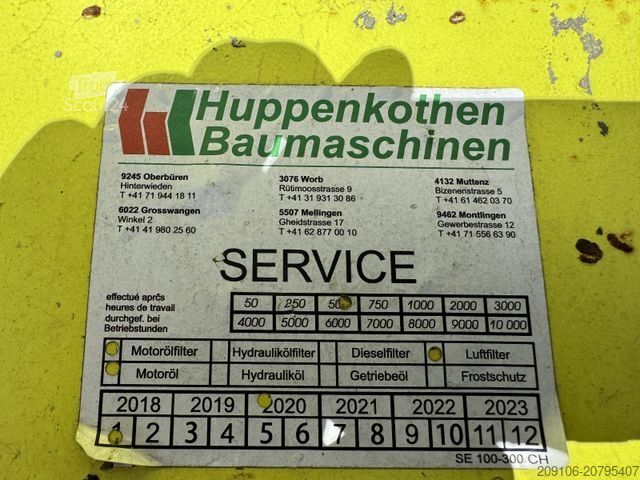 Huppenkothen
Baumaschinen
9245 Oberbüren
Hinterwieden
T +41 71 944 18 11
3076 Worb
Rütimoosstrasse 9
T +41 31 931 30 86
4132 Muttenz
Bizenenstrasse 5
T +41 61 462 03 70
6022 Grosswangen
Winkel 2
T +41 41 980 25 60
5507 Mellingen
Gheidstrasse 17
T +41 62 877 00 10
9462 Montlingen
Gewerbestrasse 12
T +41 71 556 63 90
SERVICE
effectué aprčs
heures de travail
durchgef. bei
Betriebstunden
50 250 750 1000 2000 3000
4000 5000 6000 7000 8000 9000 10 000
Motorölfilter Hydraulikölfilter Dieselfilter Luftfilter
Motoröl Hydrauliköl Getriebeöl Frostschutz
2018 2019 2020 2021 2022 2023
1 2 3 4 5 6 7 8 9 10 11 12
SE 100-300 CH
209106-20795407